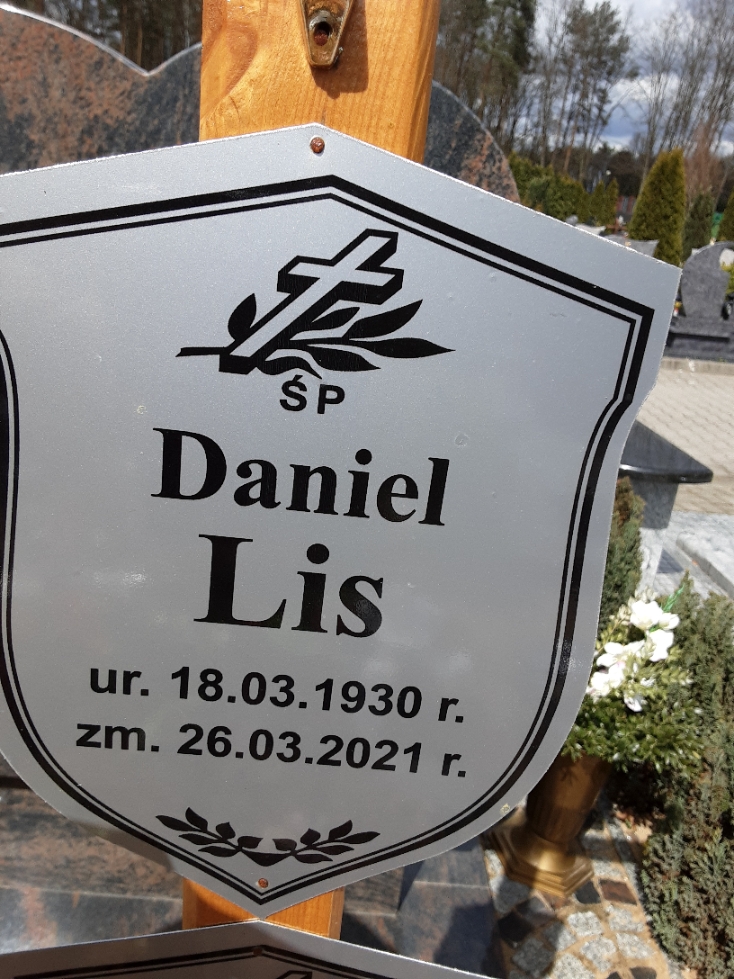 ŚP
Daniel
Lis
ur. 18.03.1930 r.
zm. 26.03.2021 r.